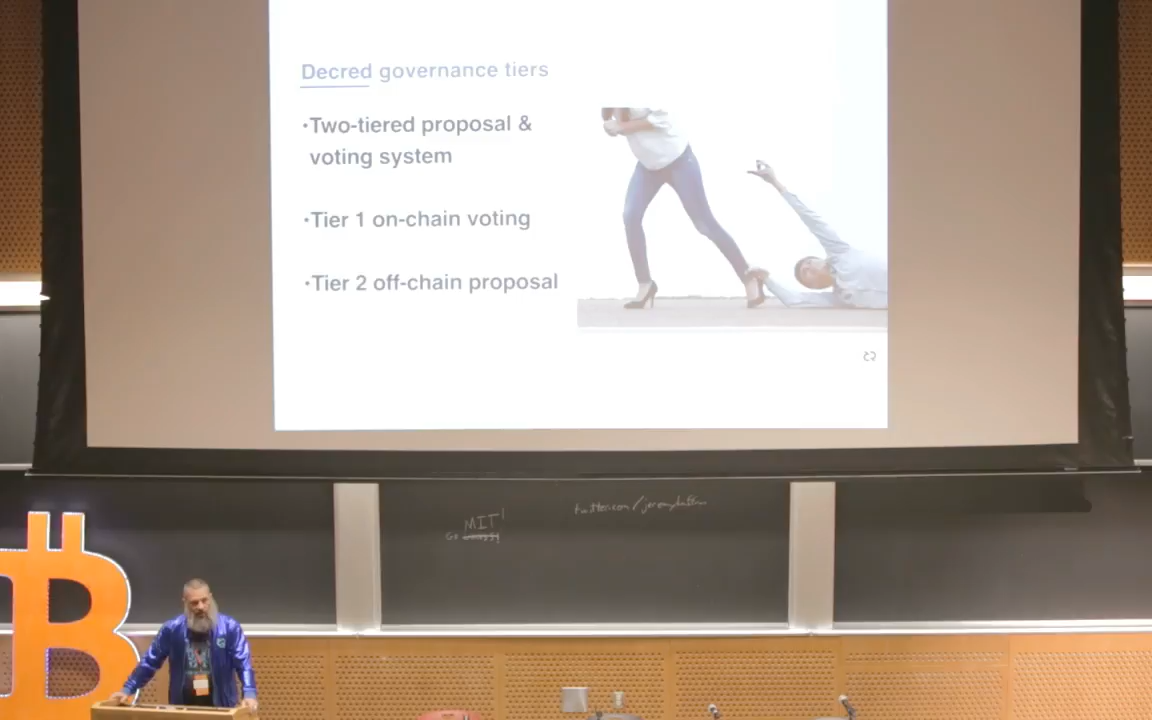 Decred governance tiers
·Two-tiered proposal &
voting system
·Tier 1 on-chain voting
·Tier 2 off-chain proposal
MIT!
Go